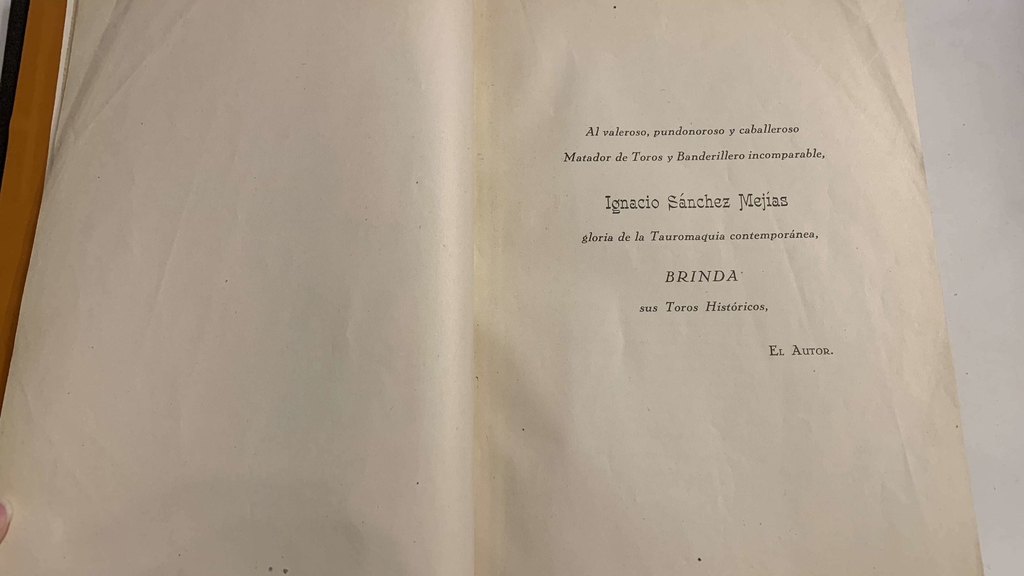 Al valeroso, pundonoroso y caballeroso
Matador de Toros y Banderillero incomparable,
Ignacio Sánchez Mejías
gloria de la Tauromaquia contemporánea,
BRINDA
sus Toros Históricos,
El Autor.